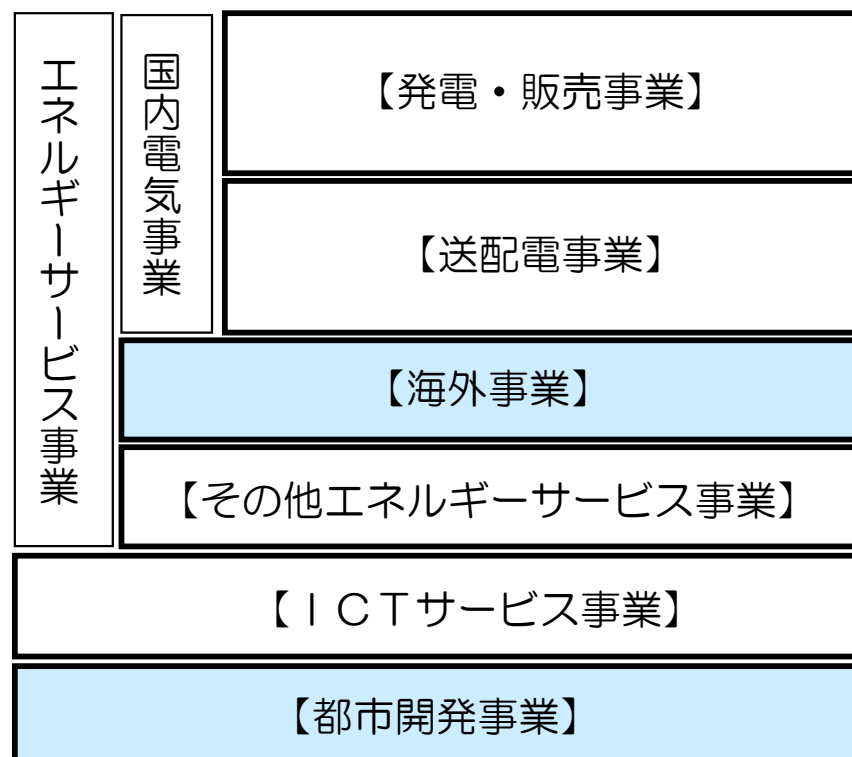 エネルギーサービス事業
国内電気事業
【発電・販売事業】
【送配電事業】
【海外事業】
【その他エネルギーサービス事業】
【ＩＣＴサービス事業】
【都市開発事業】